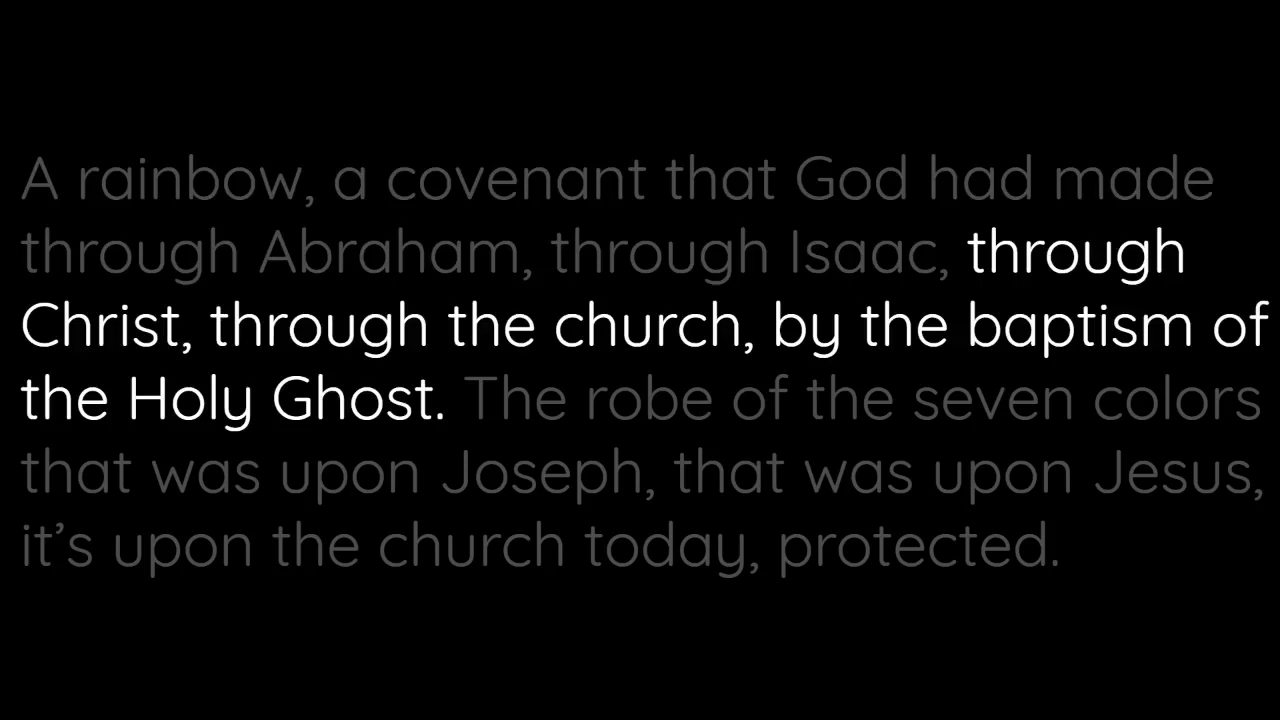 A rainbow, a covenant that God had made
through Abraham, through Isaac, through
Christ, through the church, by the baptism of
the Holy Ghost. The robe of the seven colors
that was upon Joseph, that was upon Jesus,
it’s upon the church today, protected.